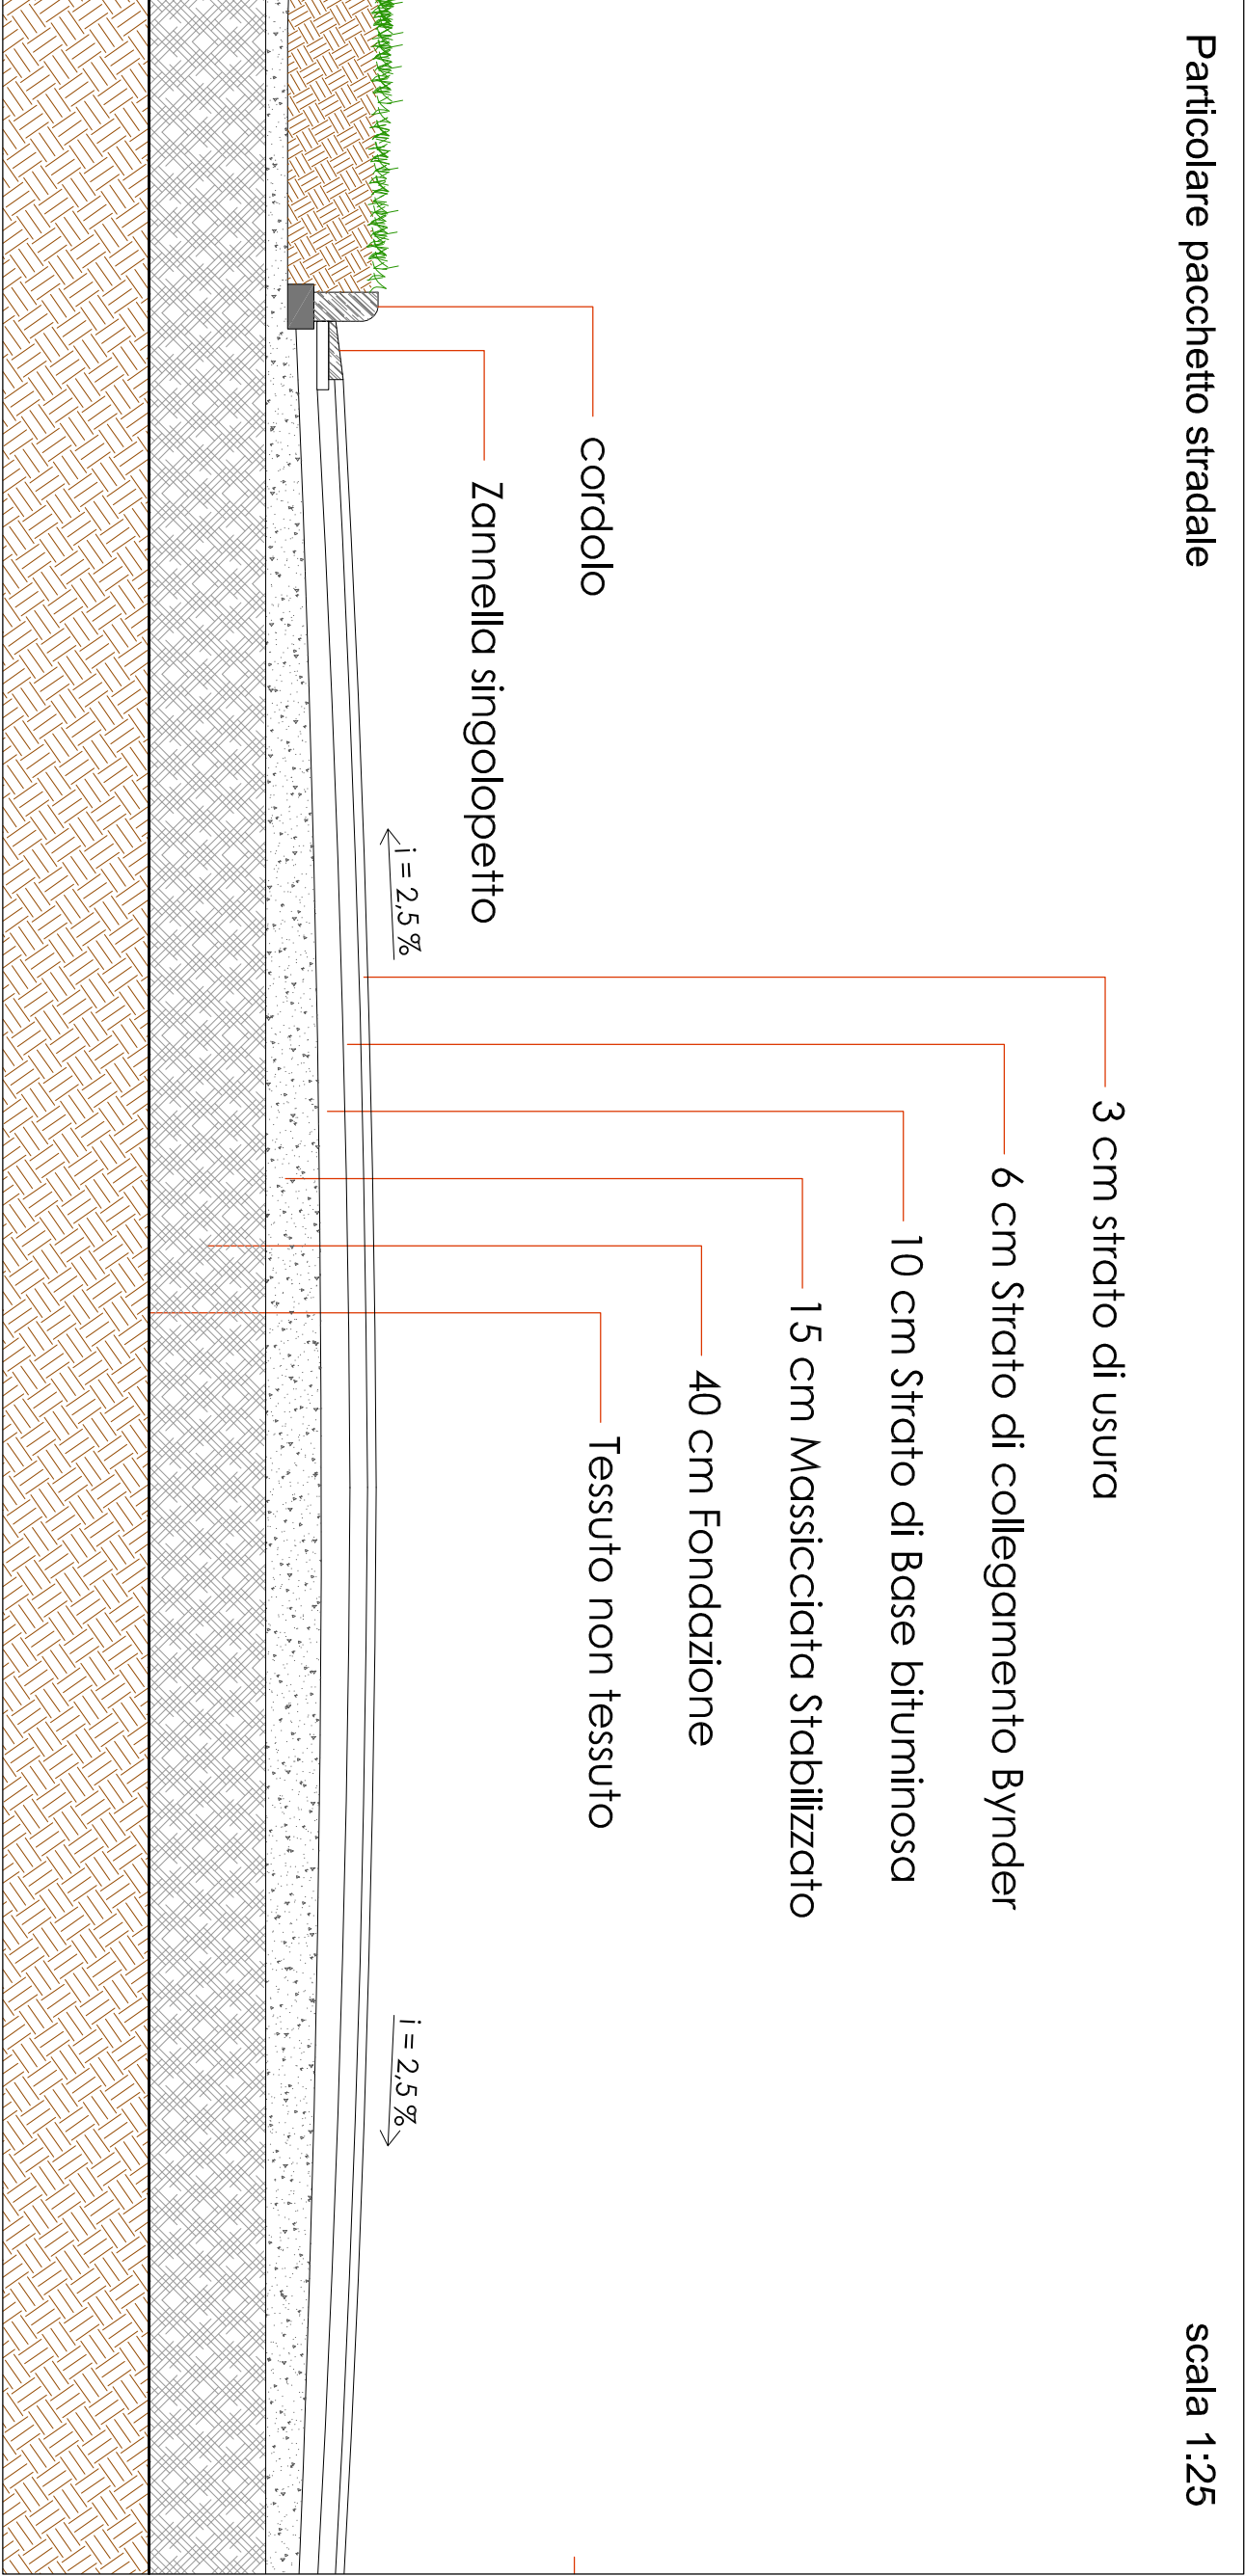 Particolare pacchetto stradale
scala 1:25
3 cm strato di usura
6 cm Strato di collegamento Bynder
10 cm Strato di Base bituminosa
15 cm Massicciata Stabilizzato
40 cm Fondazione
Tessuto non tessuto
cordolo
Zannella singolopetto
i = 2,5 %
i = 2,5 %